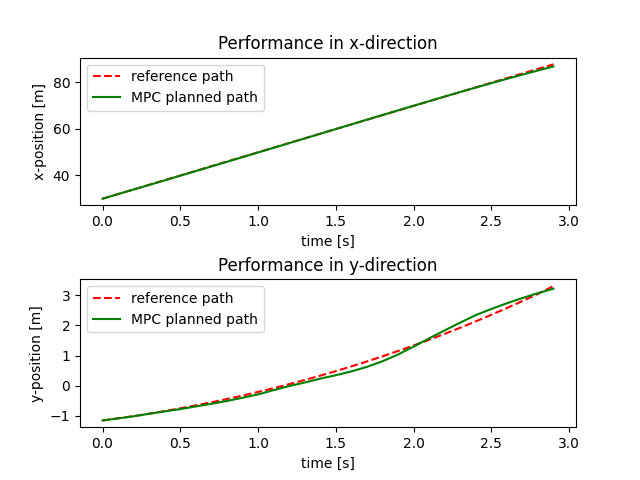 Performance in x-direction
reference path
MPC planned path
x-position [m]
80
60
40
0.0 0.5 1.0 1.5 2.0 2.5 3.0
time [s]
Performance in y-direction
reference path
MPC planned path
y-position [m]
3
2
1
0
−1
0.0 0.5 1.0 1.5 2.0 2.5 3.0
time [s]